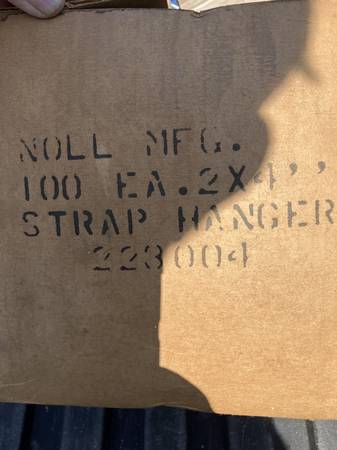 NOLL MFG.
100 EA.2X4''
STRAP HANGER
223004